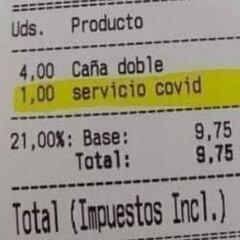 Uds. Producto
4,00 Caña doble
1,00 servicio covid
21,00%: Base: 9,75
Total: 9,75
Total (Impuestos Incl.)